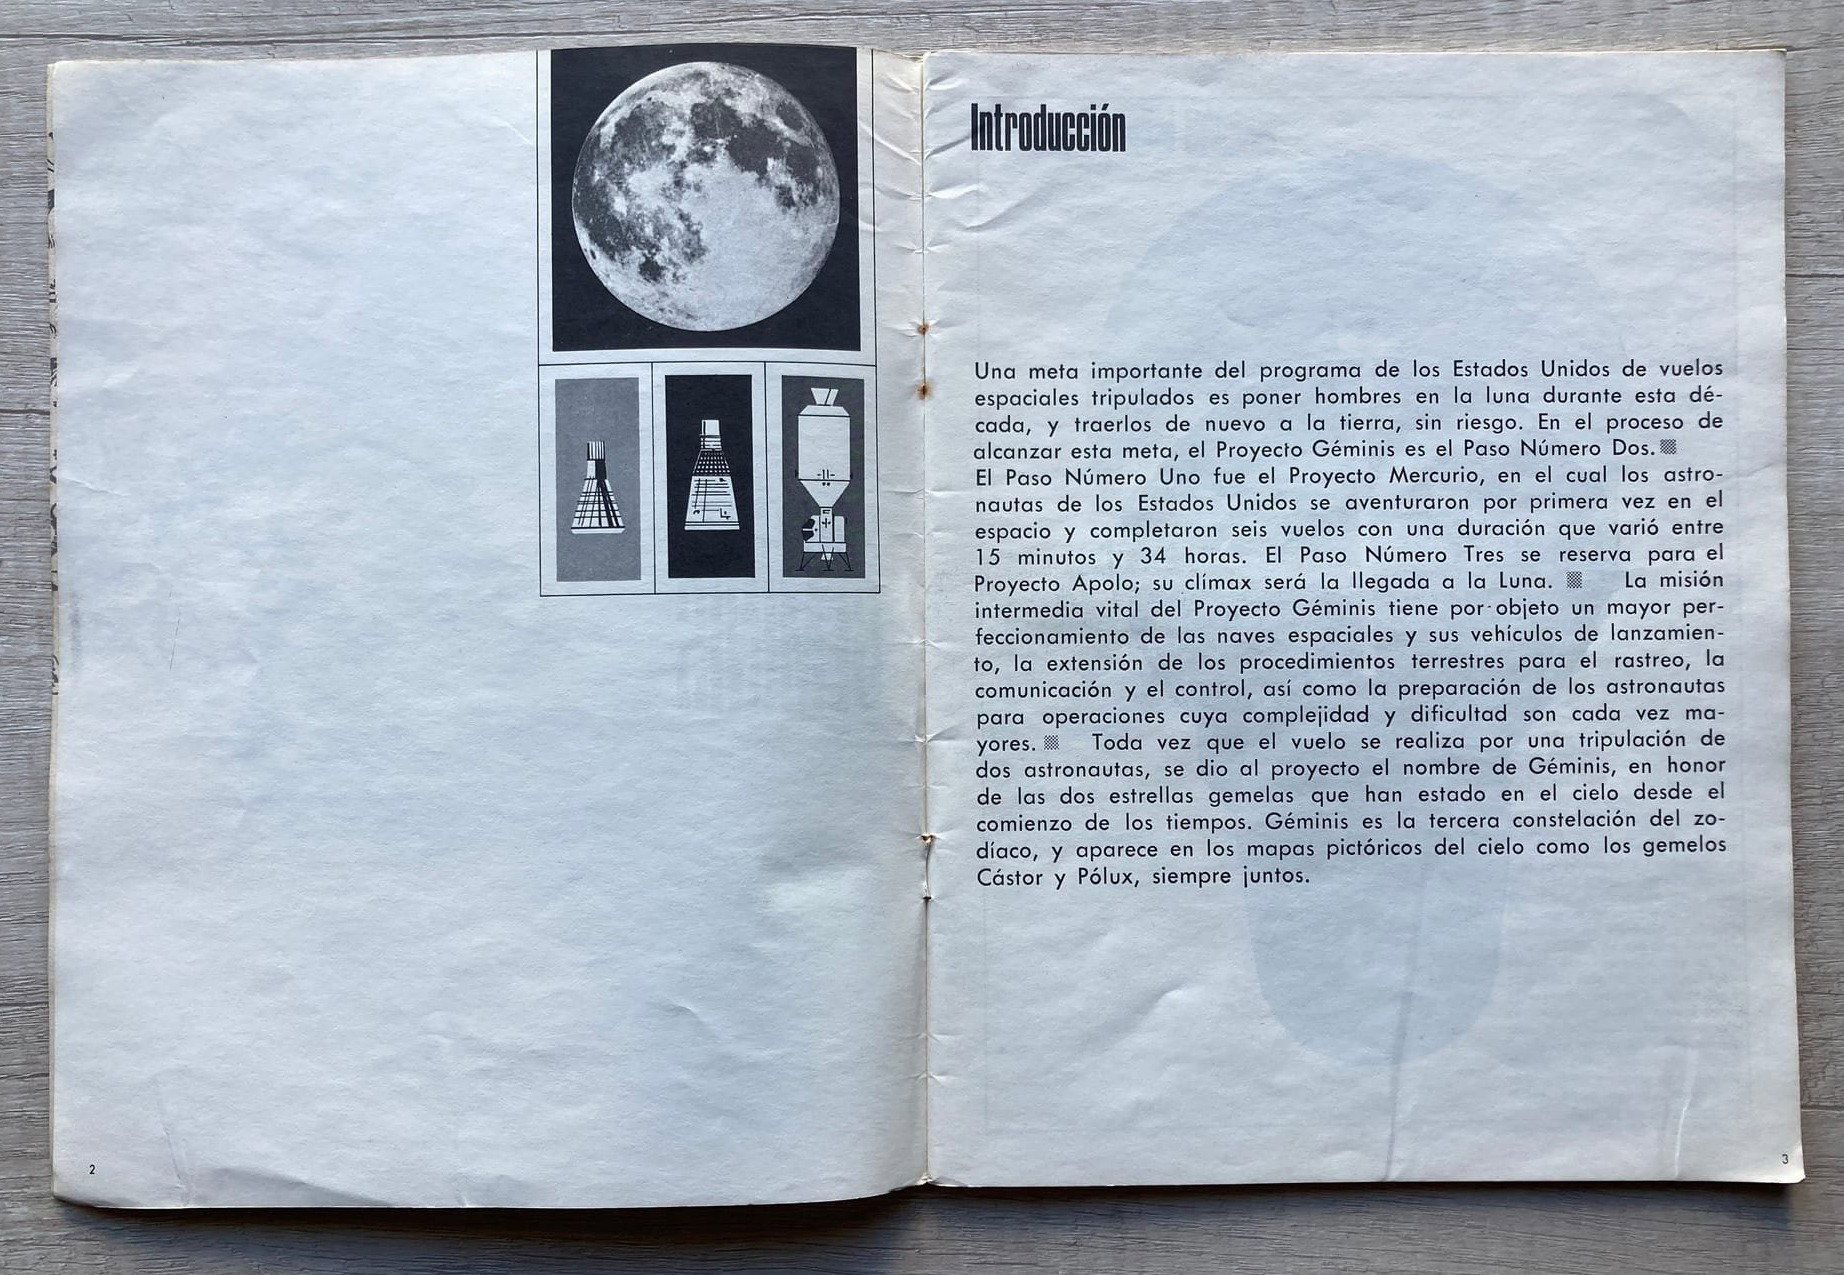 2
Introducción
Una meta importante del programa de los Estados Unidos de vuelos
espaciales tripulados es poner hombres en la luna durante esta dé-
cada, y traerlos de nuevo a la tierra, sin riesgo. En el proceso de
alcanzar esta meta, el Proyecto Géminis es el Paso Número Dos.
El Paso Número Uno fue el Proyecto Mercurio, en el cual los astro-
nautas de los Estados Unidos se aventuraron por primera vez en el
espacio y completaron seis vuelos con una duración que varió entre
15 minutos y 34 horas. El Paso Número Tres se reserva para el
Proyecto Apolo; su clímax será la llegada a la Luna. La misión
intermedia vital del Proyecto Géminis tiene por objeto un mayor per-
feccionamiento de las naves espaciales y sus vehículos de lanzamien-
to, la extensión de los procedimientos terrestres para el rastreo, la
comunicación y el control, así como la preparación de los astronautas
para operaciones cuya complejidad y dificultad son cada vez ma-
yores. Toda vez que el vuelo se realiza por una tripulación de
dos astronautas, se dio al proyecto el nombre de Géminis, en honor
de las dos estrellas gemelas que han estado en el cielo desde el
comienzo de los tiempos. Géminis es la tercera constelación del zo-
díaco, y aparece en los mapas pictóricos del cielo como los gemelos
Cástor y Pólux, siempre juntos.
3